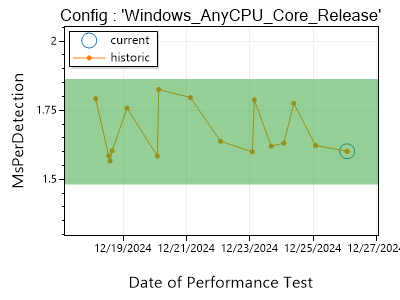 Config : 'Windows_AnyCPU_Core_Release'
current
historic
MsPerDetection
2
1.75
1.5
12/19/2024 12/21/2024 12/23/2024 12/25/2024 12/27/2024
Date of Performance Test